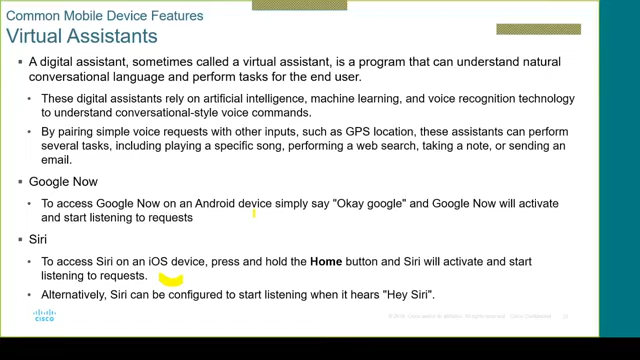 Common Mobile Device Features
Virtual Assistants
▪ A digital assistant, sometimes called a virtual assistant, is a program that can understand natural
conversational language and perform tasks for the end user.
• These digital assistants rely on artificial intelligence, machine learning, and voice recognition technology
to understand conversational-style voice commands.
• By pairing simple voice requests with other inputs, such as GPS location, these assistants can perform
several tasks, including playing a specific song, performing a web search, taking a note, or sending an
email.
▪ Google Now
• To access Google Now on an Android device simply say "Okay google" and Google Now will activate
and start listening to requests
▪ Siri
• To access Siri on an iOS device, press and hold the Home button and Siri will activate and start
listening to requests.
• Alternatively, Siri can be configured to start listening when it hears "Hey Siri".
CISCO
All rights reserved. Cisco Confidential